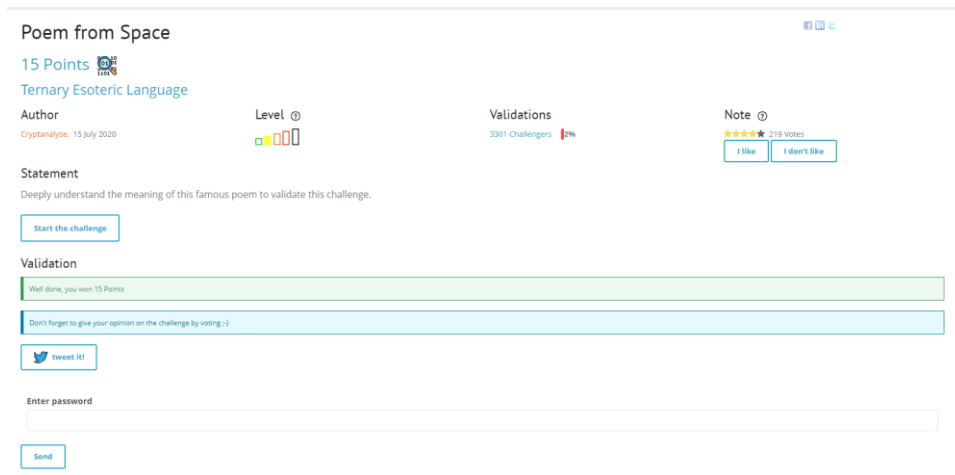 Poem from Space
15 Points
Ternary Esoteric Language
Author
Level
Validations
Note
Cryptanalyse, 15 July 2020
3301 Challengers 2%
219 Votes
I like I don't like
Statement
Deeply understand the meaning of this famous poem to validate this challenge.
Start the challenge
Validation
Well done, you won 15 Points
Don't forget to give your opinion on the challenge by voting ;-)
tweet it!
Enter password
Send